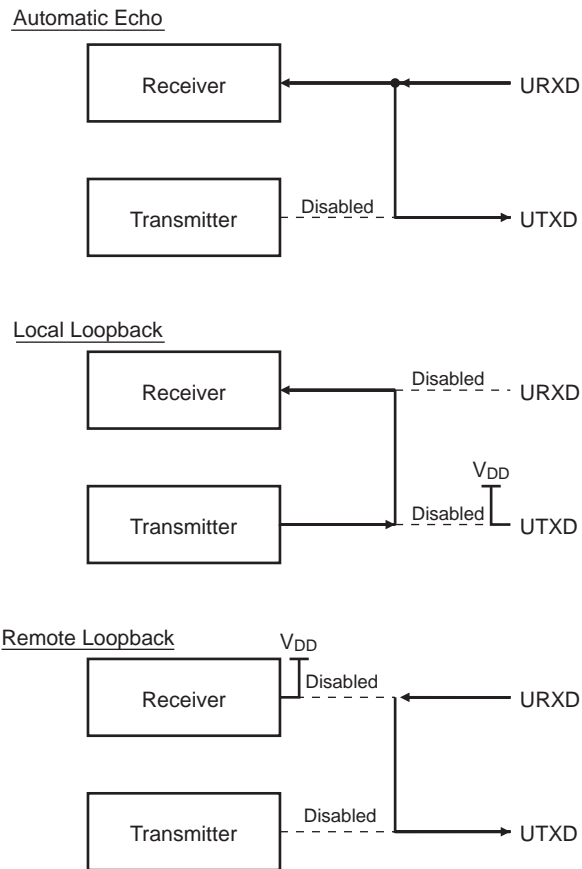 Automatic Echo
Receiver
URXD
Transmitter
Disabled
UTXD
Local Loopback
Receiver
Disabled
URXD
VDD
Transmitter
Disabled
UTXD
Remote Loopback
VDD
Receiver
Disabled
URXD
Transmitter
Disabled
UTXD